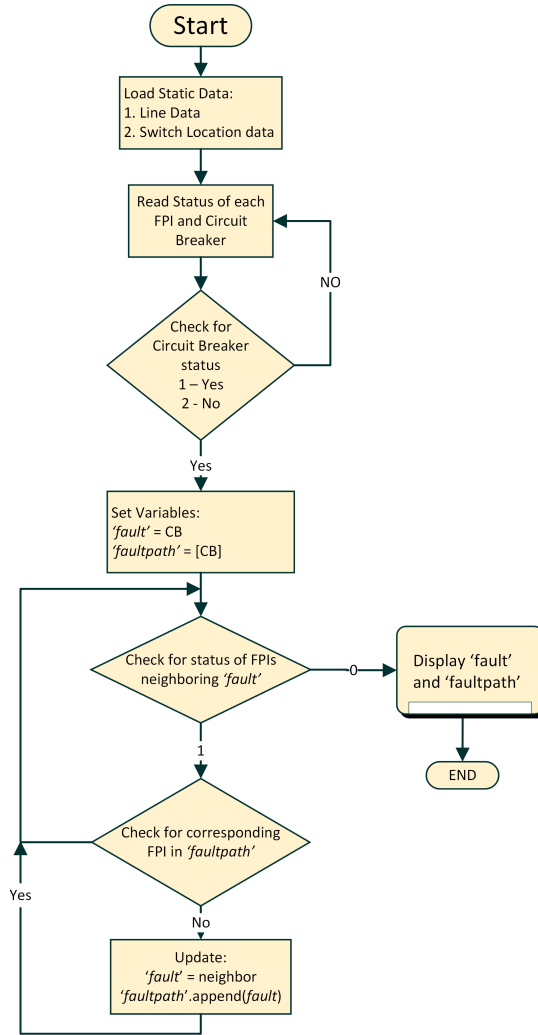 Start
Load Static Data:
1. Line Data
2. Switch Location data
Read Status of each
FPI and Circuit
Breaker
NO
Check for
Circuit Breaker
status
1 – Yes
2 - No
Yes
Set Variables:
‘fault’ = CB
‘faultpath’ = [CB]
Check for status of FPIs
neighboring ‘fault’
0
Display ‘fault’
and ‘faultpath’
1
END
Check for corresponding
FPI in ‘faultpath’
Yes
No
Update:
‘fault’ = neighbor
‘faultpath’.append(fault)